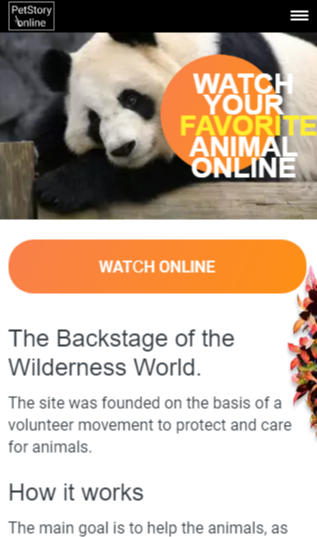 PetStory
online
WATCH
YOUR
FAVORITE
ANIMAL
ONLINE
WATCH ONLINE
The Backstage of the
Wilderness World.
The site was founded on the basis of a
volunteer movement to protect and care
for animals.
How it works
The main goal is to help the animals, as